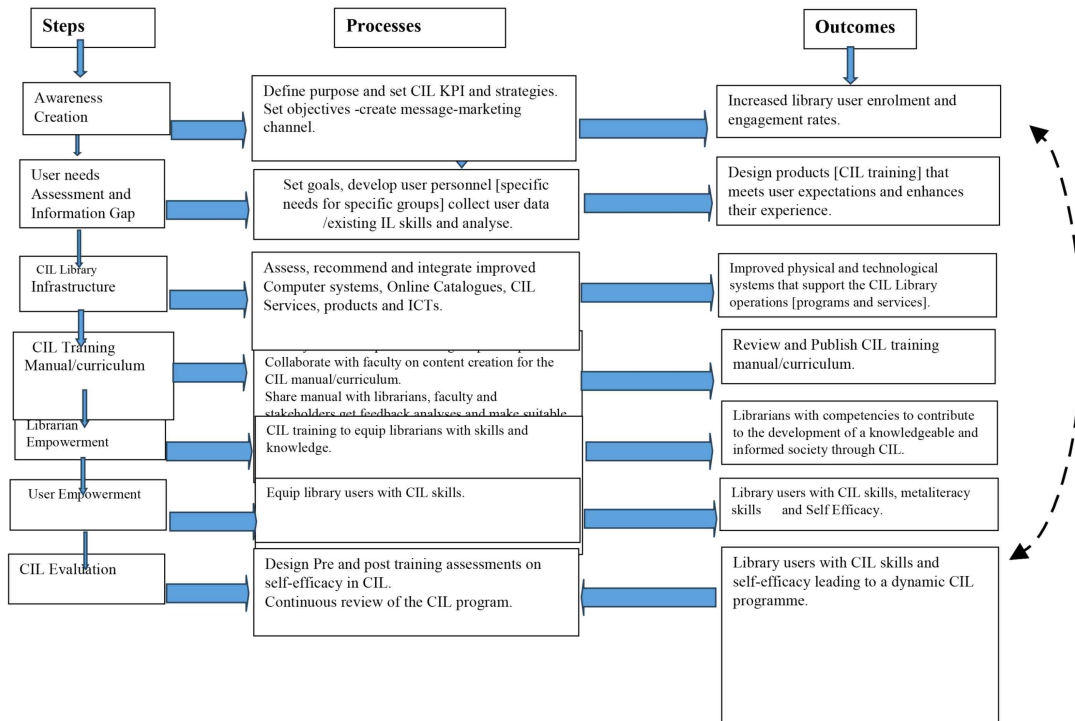 Steps
Processes
Outcomes
Awareness
Creation
Define purpose and set CIL KPI and strategies.
Set objectives -create message-marketing
channel.
Increased library user enrolment and
engagement rates.
User needs
Assessment and
Information Gap
Set goals, develop user personnel [specific
needs for specific groups] collect user data
/existing IL skills and analyse.
Design products [CIL training] that
meets user expectations and enhances
their experience.
CIL Library
Infrastructure
Assess, recommend and integrate improved
Computer systems, Online Catalogues, CIL
Services, products and ICTs.
Improved physical and technological
systems that support the CIL Library
operations [programs and services].
CIL Training
Manual/curriculum
Collaborate with faculty on content creation for the
CIL manual/curriculum.
Share manual with librarians, faculty and
stakeholders get feedback analyses and make suitable
Review and Publish CIL training
manual/curriculum.
Librarian
Empowerment
CIL training to equip librarians with skills and
knowledge.
Librarians with competencies to contribute
to the development of a knowledgeable and
informed society through CIL.
User Empowerment
Equip library users with CIL skills.
Library users with CIL skills, metaliteracy
skills and Self Efficacy.
CIL Evaluation
Design Pre and post training assessments on
self-efficacy in CIL.
Continuous review of the CIL program.
Library users with CIL skills and
self-efficacy leading to a dynamic CIL
programme.